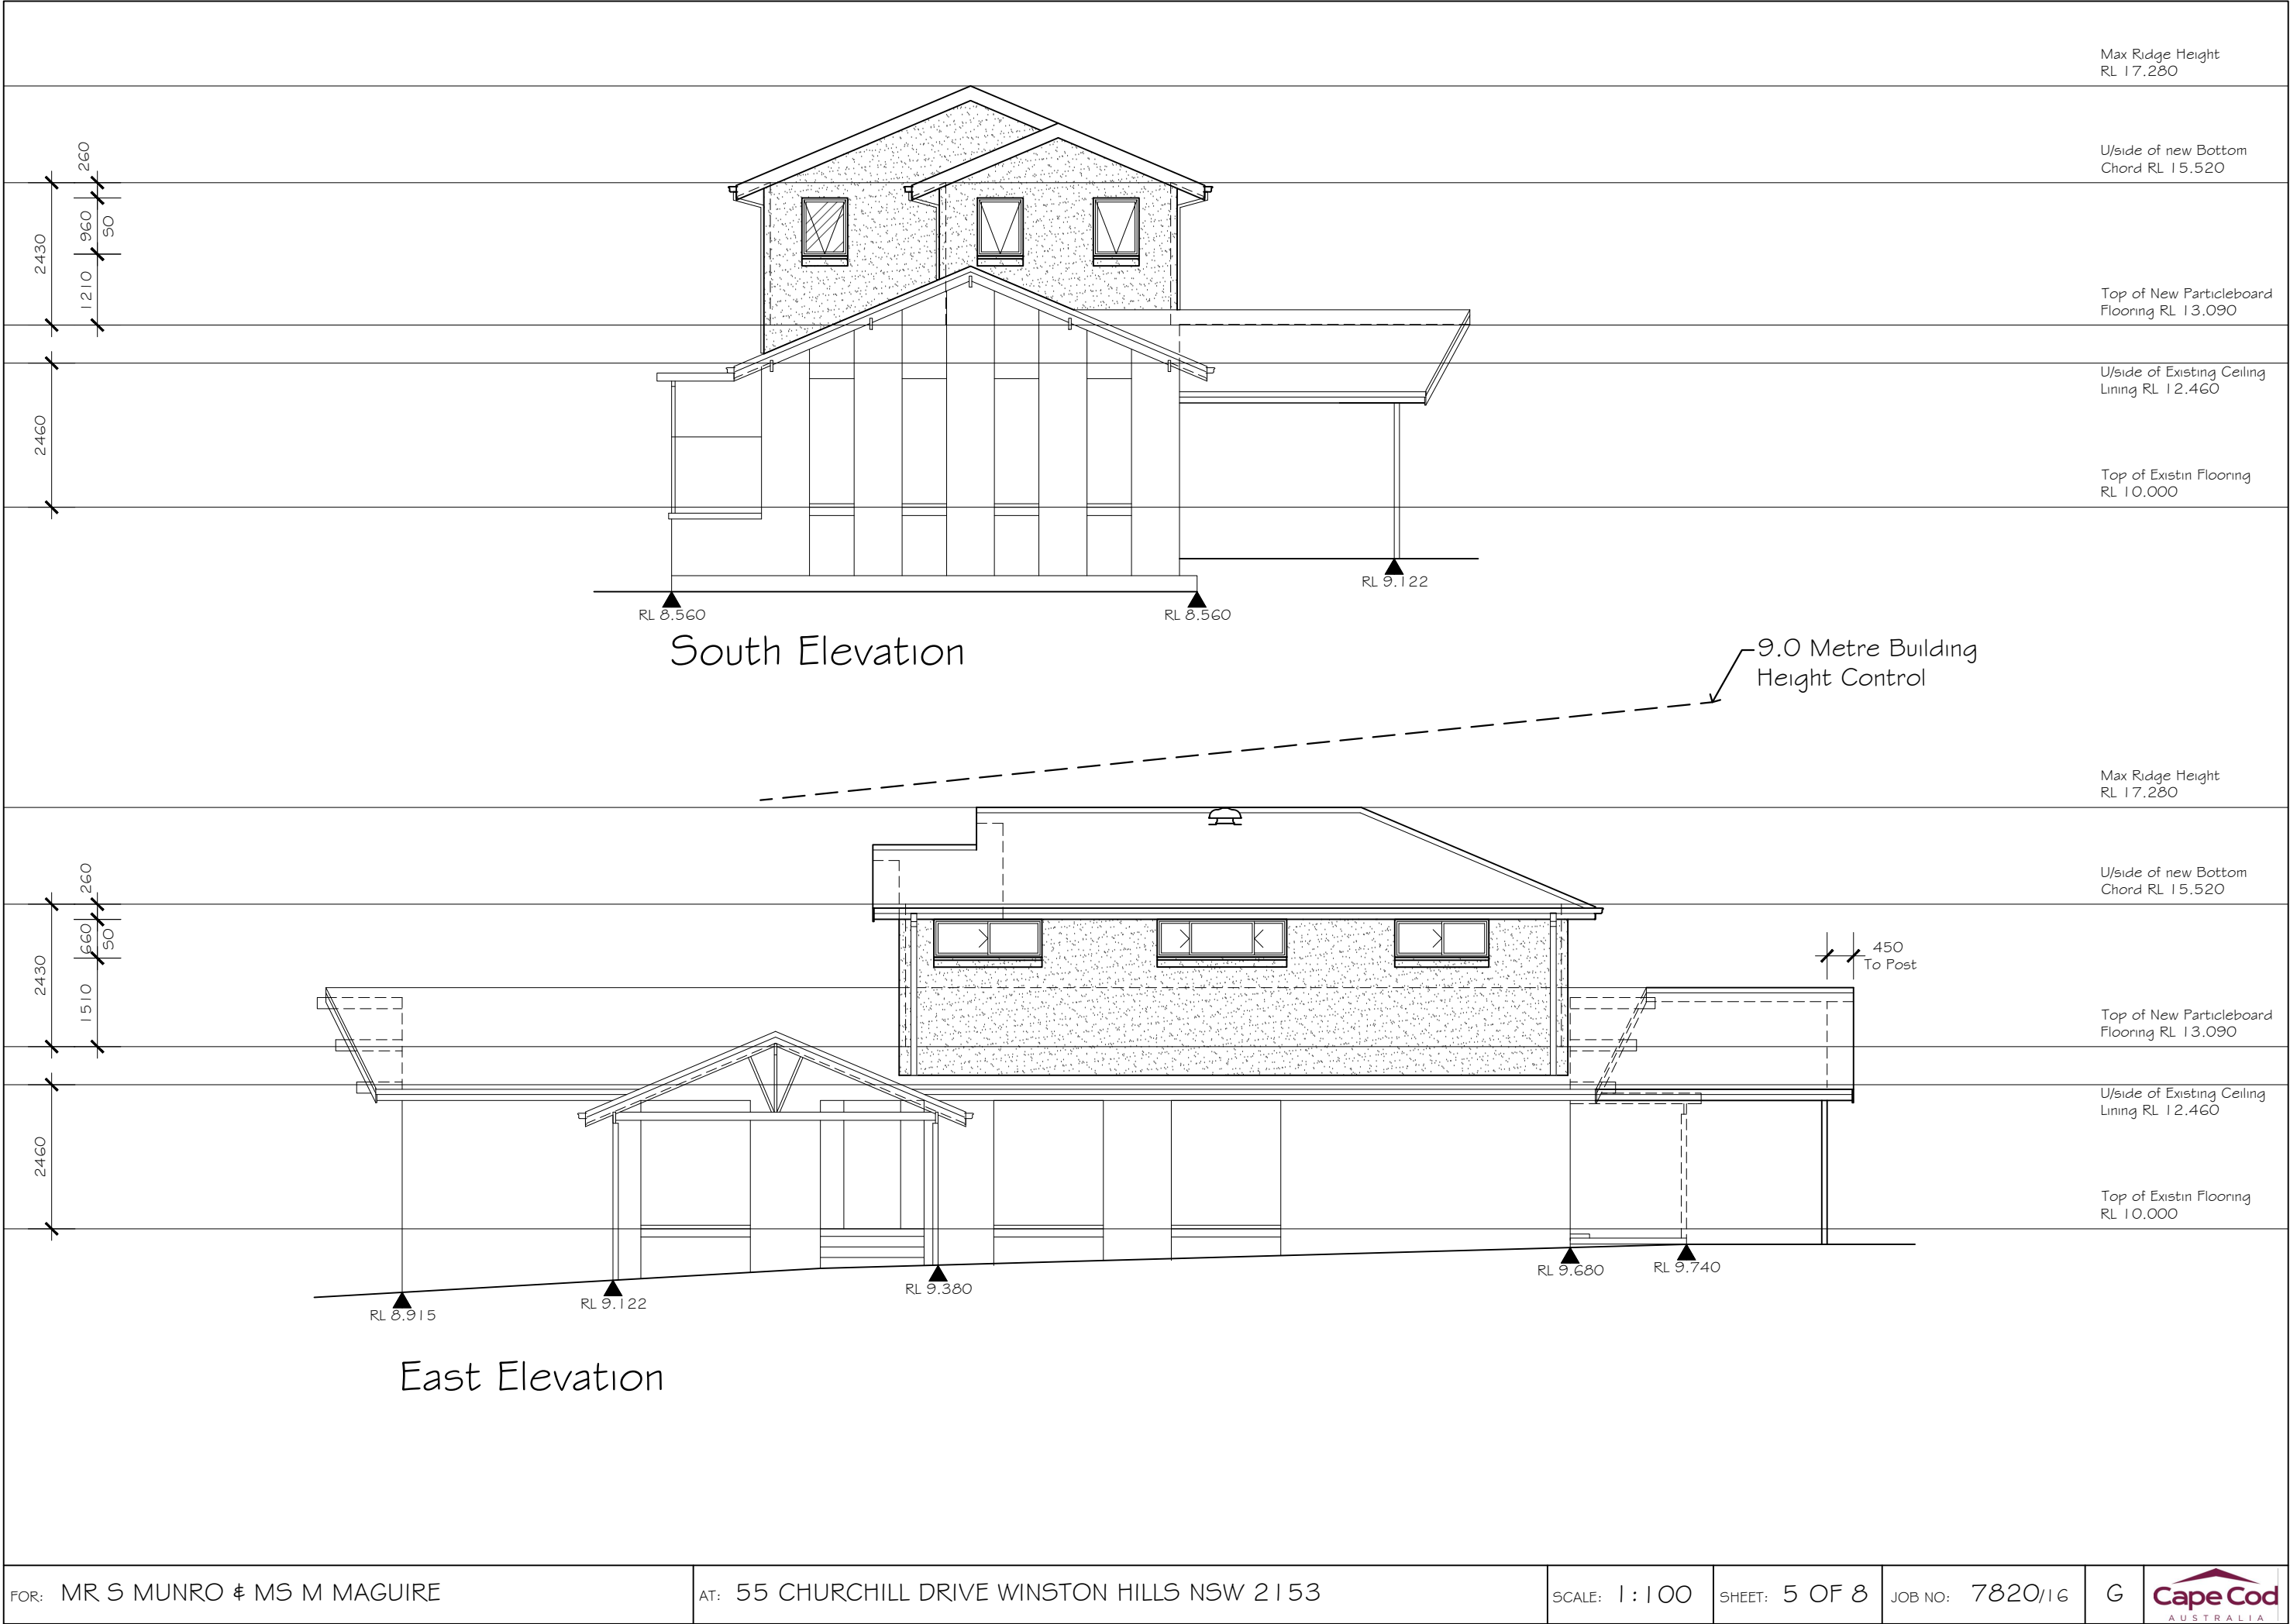 Max Ridge Height
RL 17.280
U/side of new Bottom
Chord RL 15.520
260
960
50
2430
1210
Top of New Particleboard
Flooring RL 13.090
U/side of Existing Ceiling
Lining RL 12.460
2460
Top of Existin Flooring
RL 10.000
RL 9.122
RL 8.560
RL 8.560
South Elevation
9.0 Metre Building
Height Control
Max Ridge Height
RL 17.280
U/side of new Bottom
Chord RL 15.520
260
660
50
2430
1510
450
To Post
Top of New Particleboard
Flooring RL 13.090
U/side of Existing Ceiling
Lining RL 12.460
2460
Top of Existin Flooring
RL 10.000
RL 9.680
RL 9.740
RL 9.380
RL 9.122
RL 8.915
East Elevation
FOR: MR S MUNRO & MS M MAGUIRE
AT: 55 CHURCHILL DRIVE WINSTON HILLS NSW 2153
SCALE: 1:100
SHEET: 5 OF 8
JOB NO: 7820/16
G
Cape Cod
AUSTRALIA